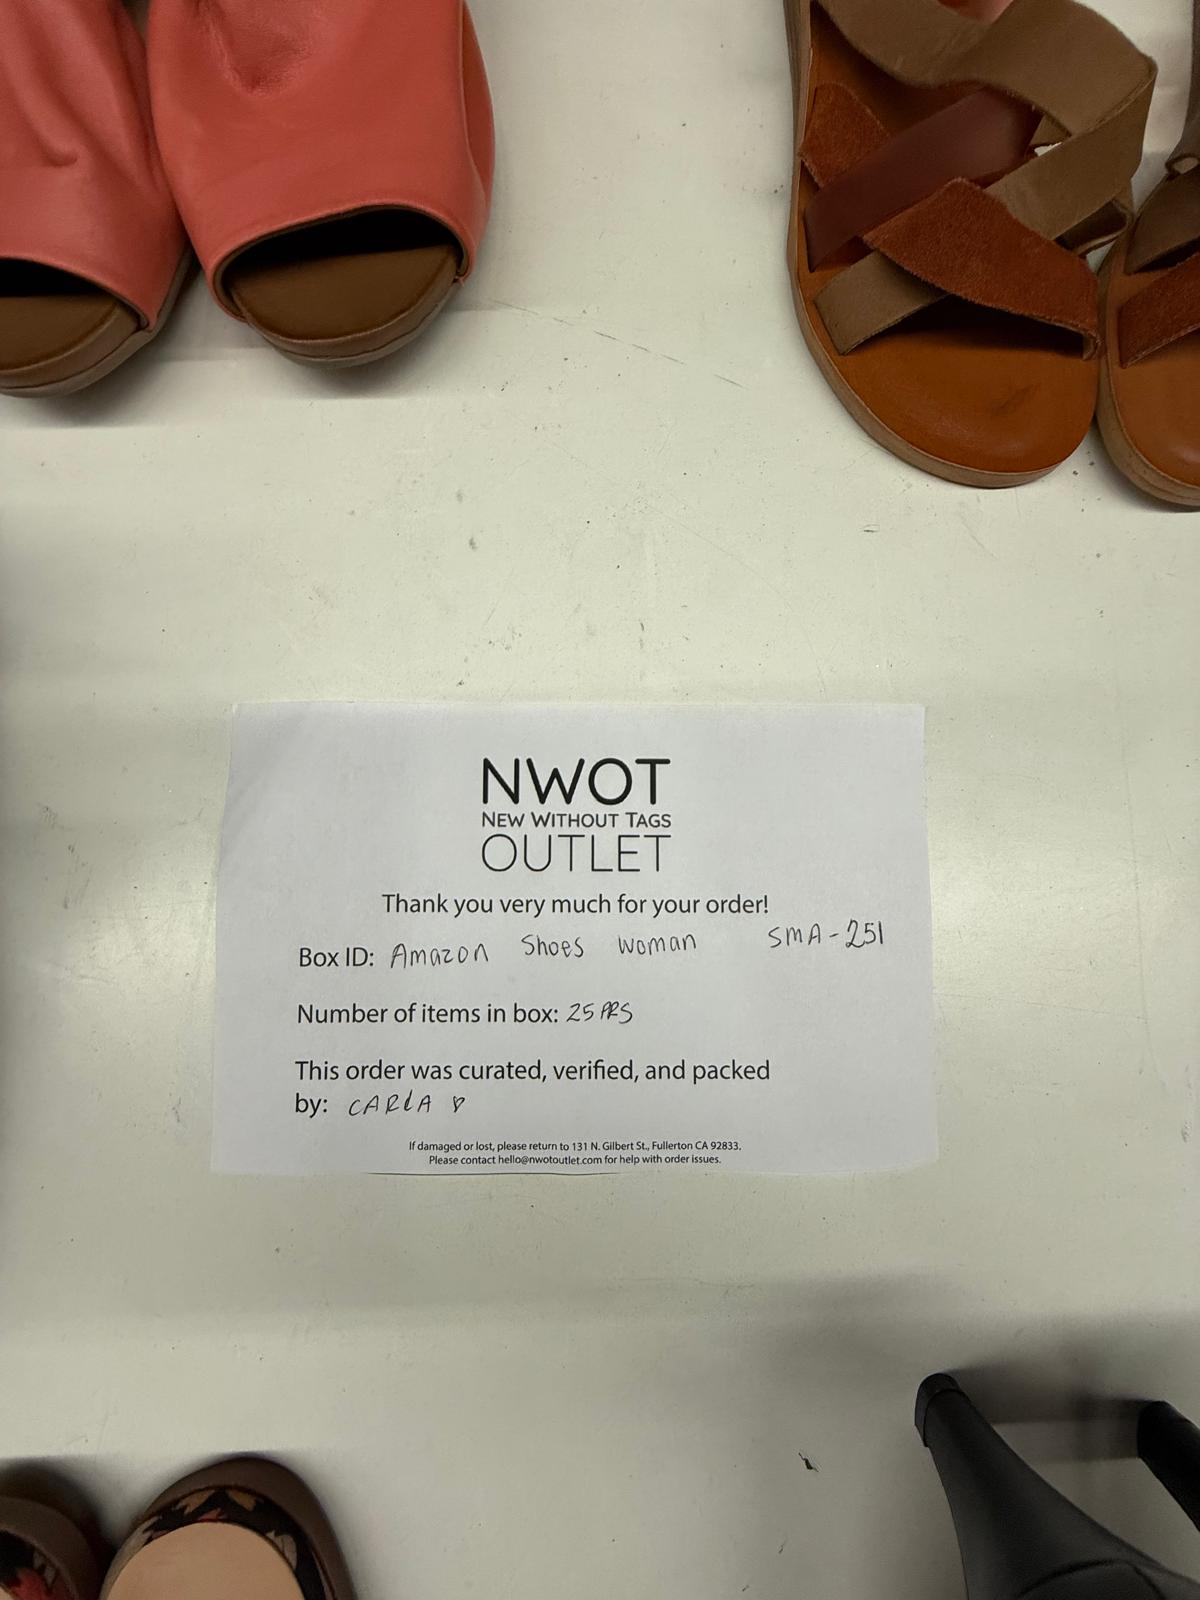 NWOT
NEW WITHOUT TAGS
OUTLET
Thank you very much for your order!
Box ID: Amazon Shoes Woman SMA-251
Number of items in box: 25 PRS
This order was curated, verified, and packed
by: CARLA ♡
If damaged or lost, please return to 131 N. Gilbert St., Fullerton CA 92833.
Please contact hello@nwotoutlet.com for help with order issues.